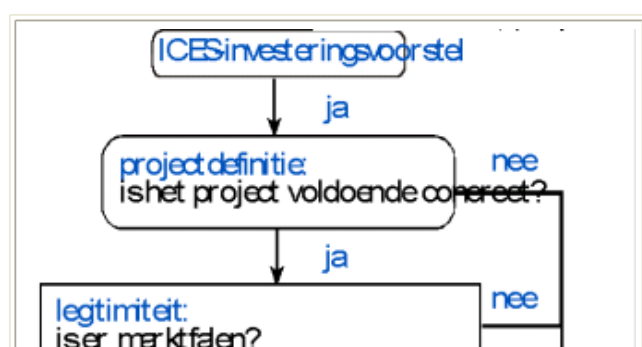 ICES-investeringsvoorstel
ja
projectdefinitie:
nee
is het project voldoende concreet?
ja
legitimiteit:
nee
is er marktfalen?